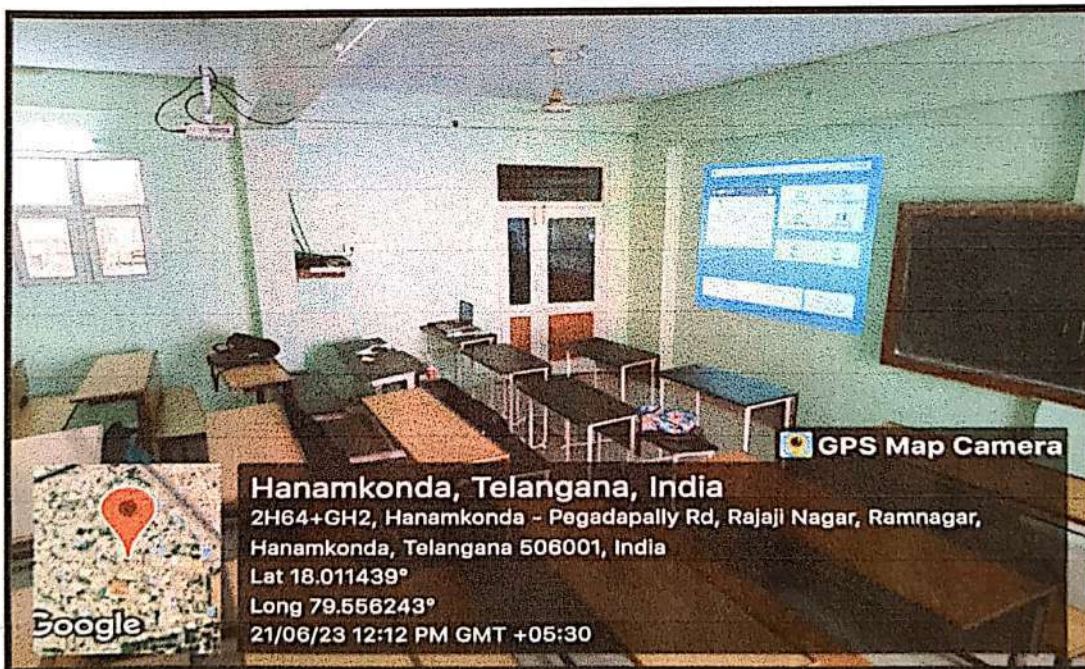 GPS Map Camera
Hanamkonda, Telangana, India
2H64+GH2, Hanamkonda - Pegadapally Rd, Rajaji Nagar, Ramnagar,
Hanamkonda, Telangana 506001, India
Lat 18.011439°
Long 79.556243°
21/06/23 12:12 PM GMT +05:30
Google